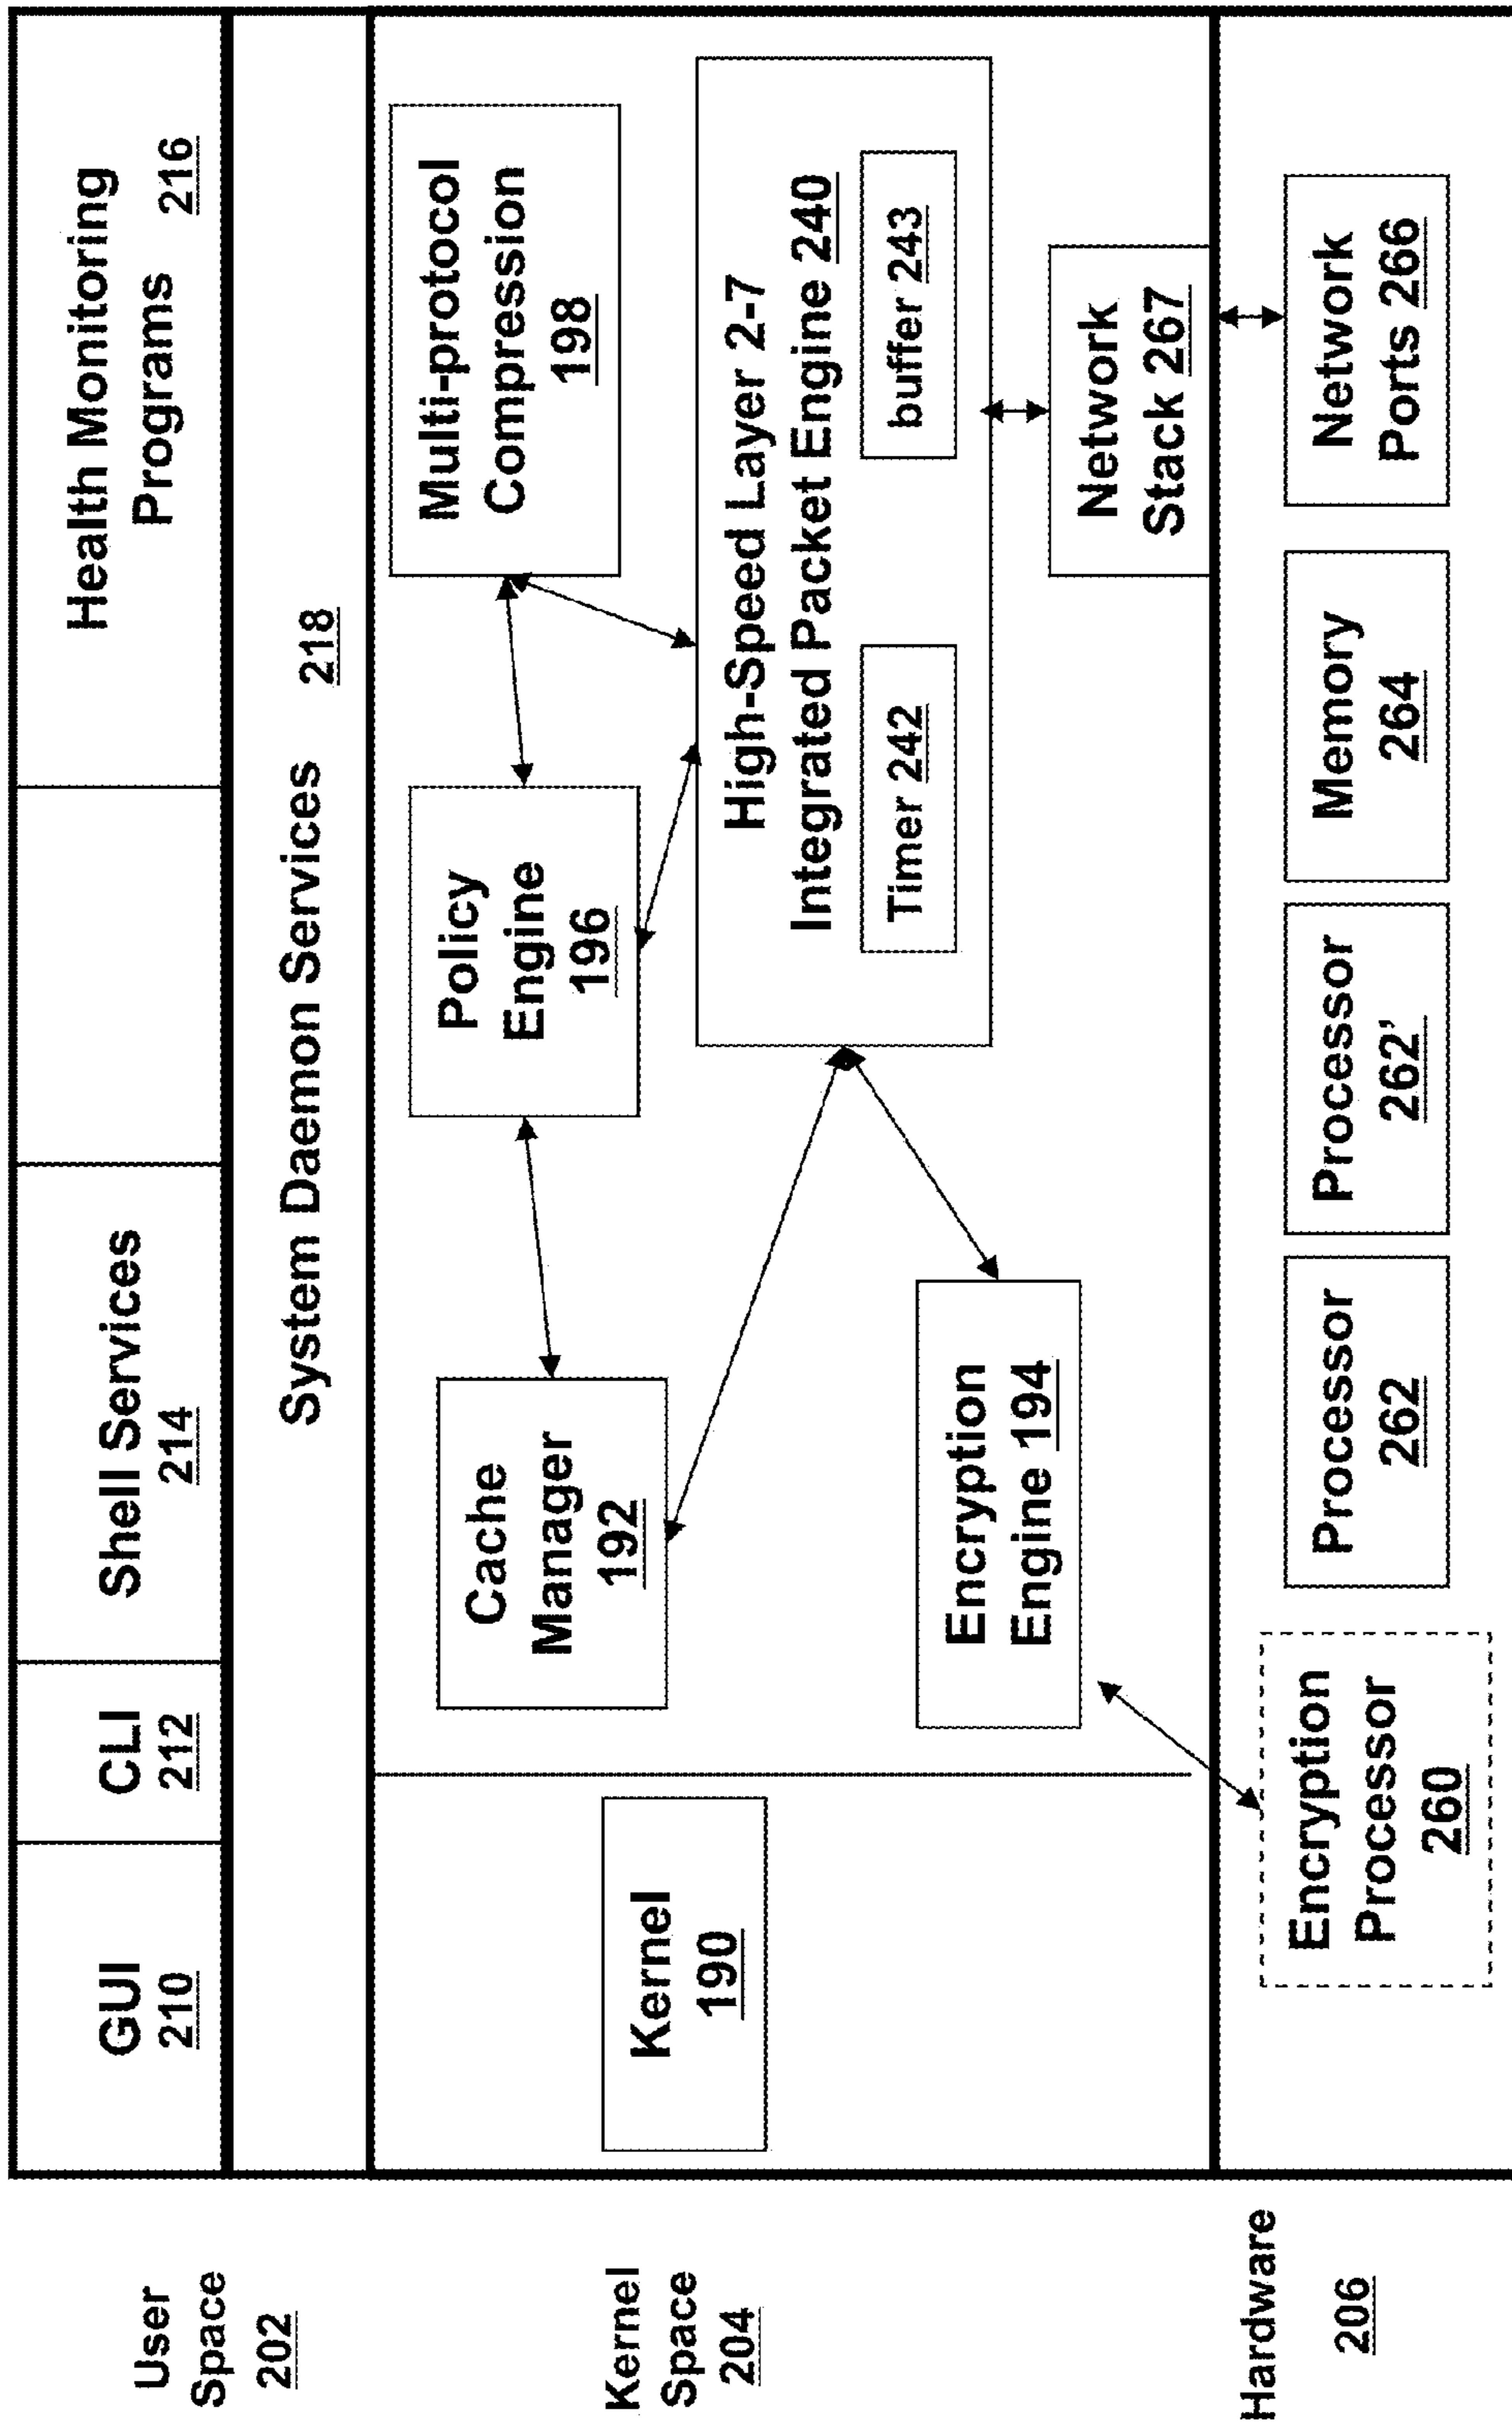 User
Space
202
GUI
210
CLI
212
Shell Services
214
Health Monitoring
Programs 216
System Daemon Services 218
Kernel
Space
204
Kernel
190
Cache
Manager
192
Policy
Engine
196
Multi-protocol
Compression
198
High-Speed Layer 2-7
Integrated Packet Engine 240
Timer 242
buffer 243
Encryption
Engine 194
Network
Stack 267
Hardware
206
Encryption
Processor
260
Processor
262
Processor
262'
Memory
264
Network
Ports 266